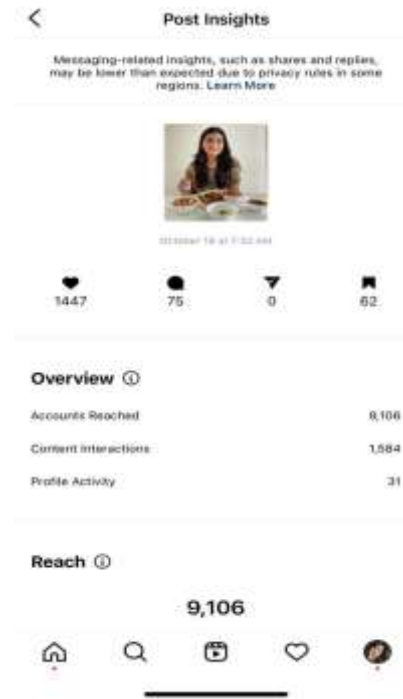 Post Insights
Messaging-related insights, such as shares and replies,
may be lower than expected due to privacy rules in some
regions. Learn More
1447
75
0
62
Overview
Accounts Reached 9,106
Content Interactions 1,584
Profile Activity 31
Reach
9,106